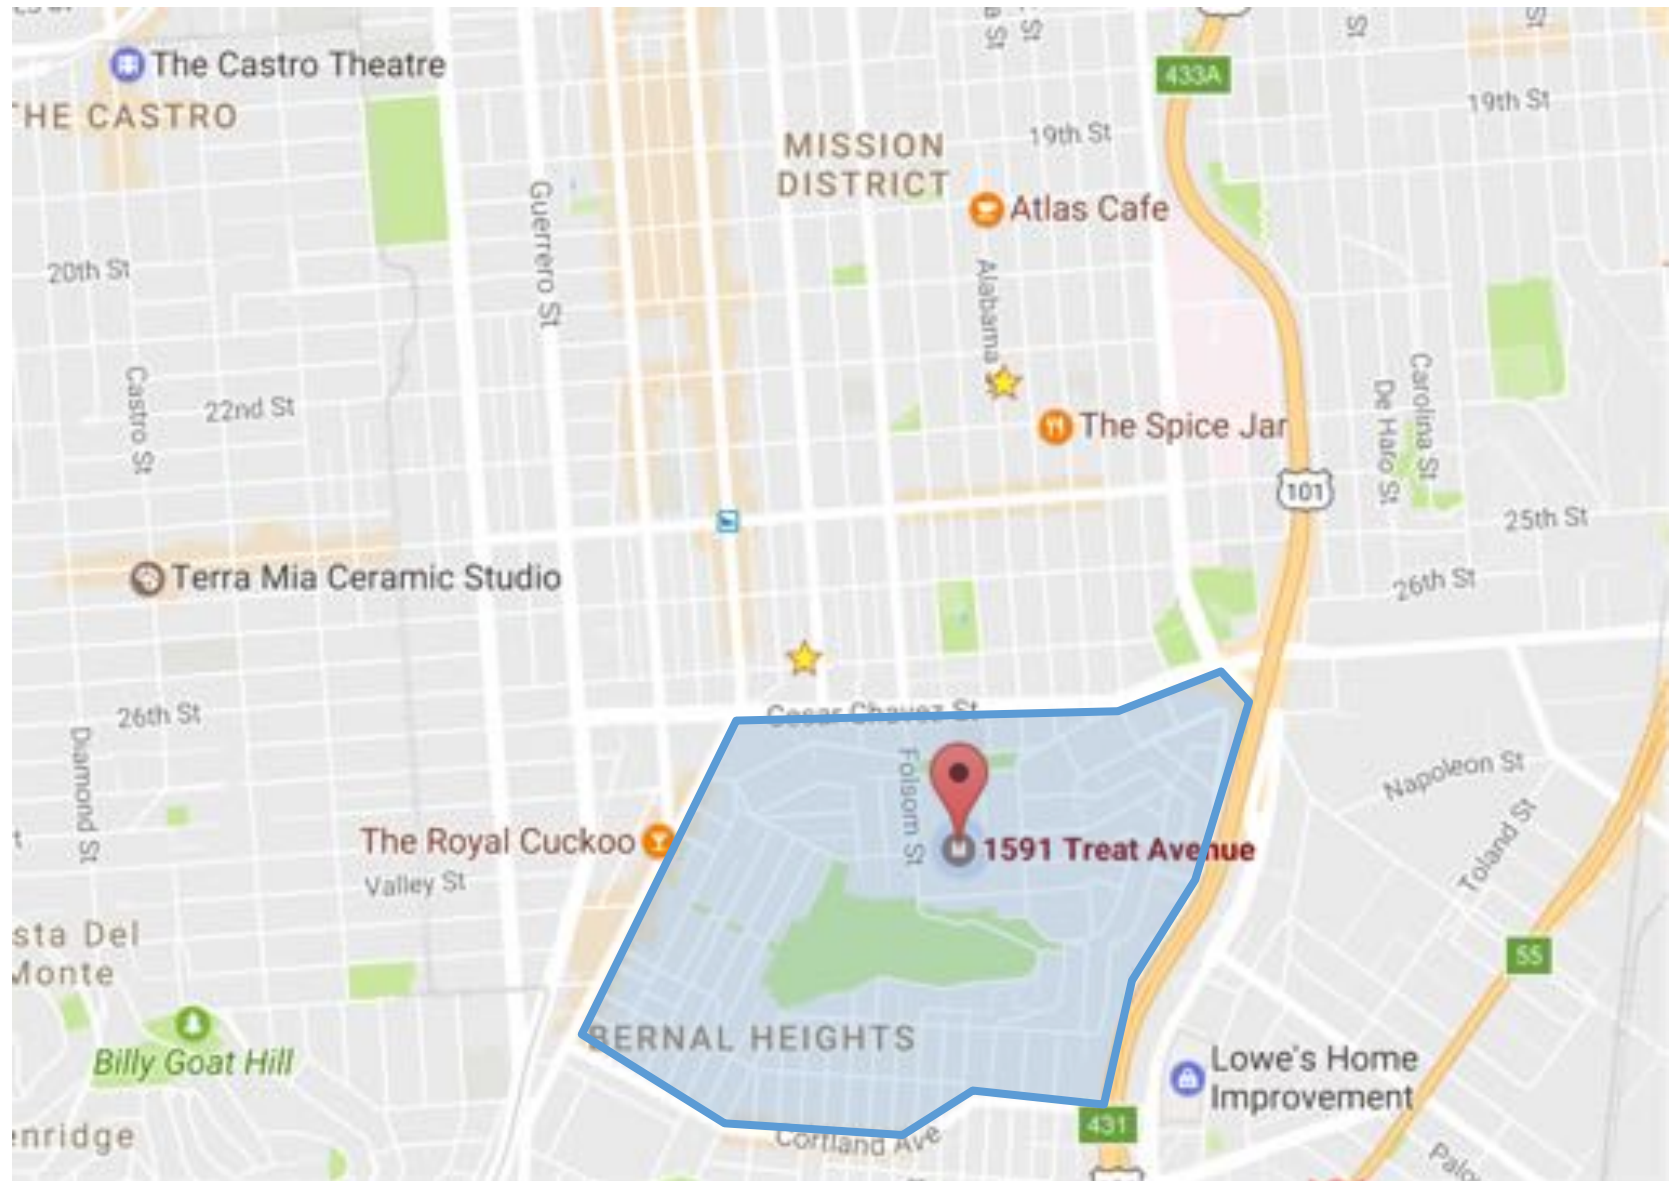 The Castro Theatre
THE CASTRO
433A
19th St
19th St
MISSION
DISTRICT
Atlas Cafe
Guerrero St
20th St
Alabama
Castro St
22nd St
The Spice Jar
Carolina St
De Haro St
101
25th St
Terra Mia Ceramic Studio
26th St
26th St
Cesar Chavez St
Diamond St
Folsom St
Napoleon St
The Royal Cuckoo
1591 Treat Avenue
Toland St
Valley St
sta Del
Monte
55
BERNAL HEIGHTS
Billy Goat Hill
Lowe's Home
Improvement
431
Cortland Ave
enridge
Palo